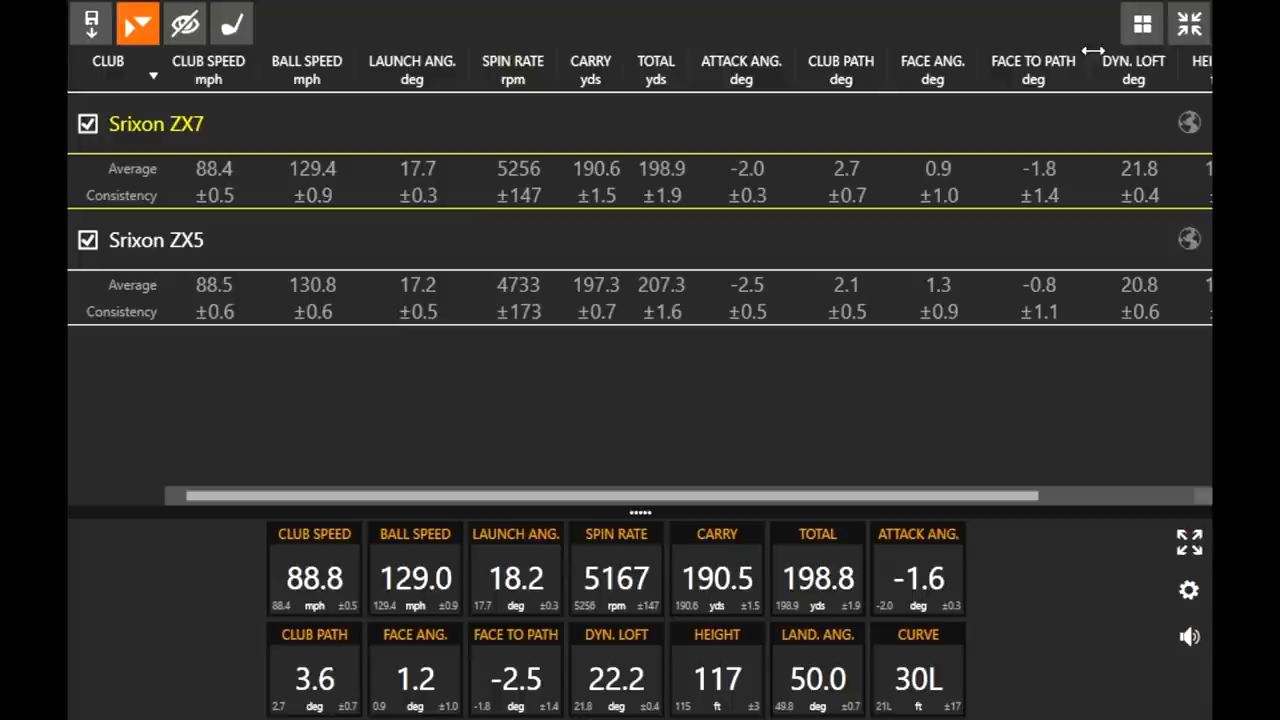 CLUB CLUB SPEED BALL SPEED LAUNCH ANG. SPIN RATE CARRY TOTAL ATTACK ANG. CLUB PATH FACE ANG. FACE TO PATH DYN. LOFT
mph mph deg rpm yds yds deg deg deg deg deg
Srixon ZX7
Average 88.4 129.4 17.7 5256 190.6 198.9 -2.0 2.7 0.9 -1.8 21.8
Consistency ±0.5 ±0.9 ±0.3 ±147 ±1.5 ±1.9 ±0.3 ±0.7 ±1.0 ±1.4 ±0.4
Srixon ZX5
Average 88.5 130.8 17.2 4733 197.3 207.3 -2.5 2.1 1.3 -0.8 20.8
Consistency ±0.6 ±0.6 ±0.5 ±173 ±0.7 ±1.6 ±0.5 ±0.5 ±0.9 ±1.1 ±0.6
CLUB SPEED BALL SPEED LAUNCH ANG. SPIN RATE CARRY TOTAL ATTACK ANG.
88.8 129.0 18.2 5167 190.5 198.8 -1.6
88.4 mph ±0.5 129.4 mph ±0.9 17.7 deg ±0.3 5256 rpm ±147 190.6 yds ±1.5 198.9 yds ±1.9 -2.0 deg ±0.3
CLUB PATH FACE ANG. FACE TO PATH DYN. LOFT HEIGHT LAND. ANG. CURVE
3.6 1.2 -2.5 22.2 117 50.0 30L
2.7 deg ±0.7 0.9 deg ±1.0 -1.8 deg ±1.4 21.8 deg ±0.4 115 ft ±3 49.8 deg ±0.7 21L ft ±17